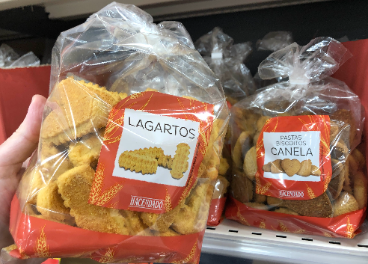 LAGARTOS
HACENDADO
PASTAS
BISCOITOS
CANELA
HACENDADO